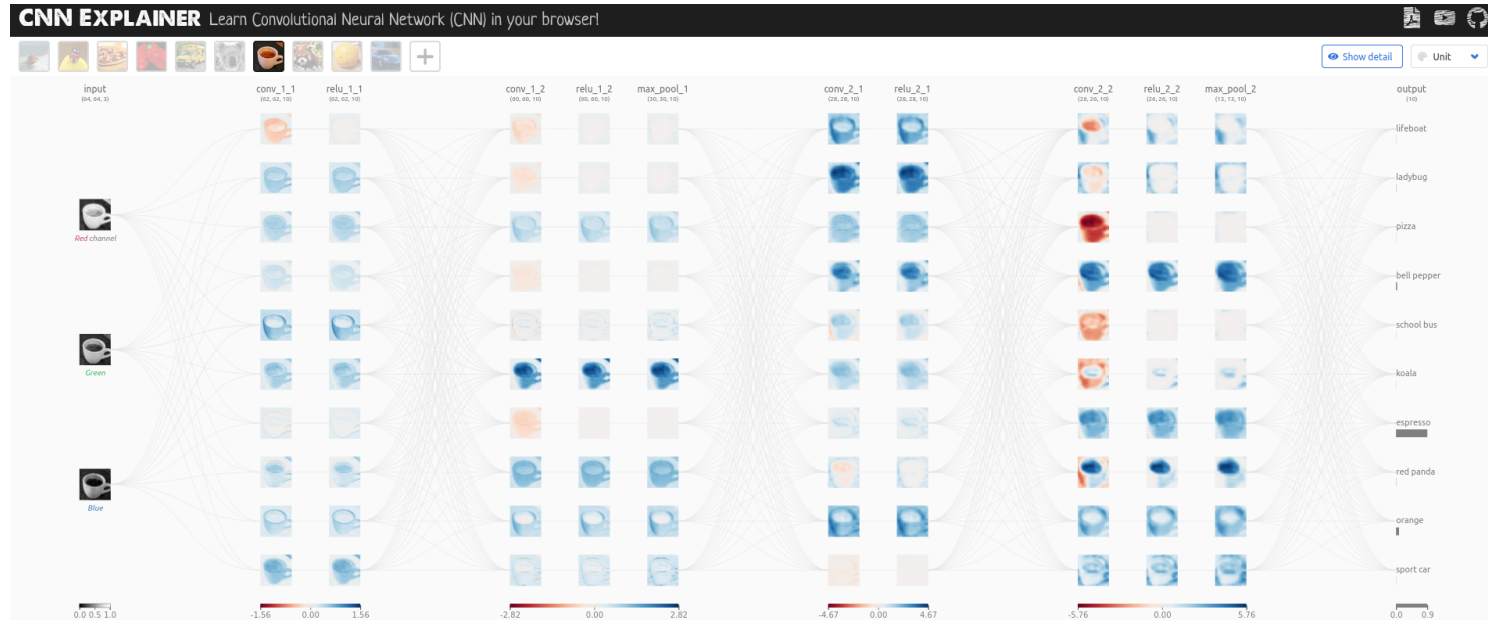 CNN EXPLAINER Learn Convolutional Neural Network (CNN) in your browser!
Show detail Unit
input conv_1_1 relu_1_1 conv_1_2 relu_1_2 max_pool_1 conv_2_1 relu_2_1 conv_2_2 relu_2_2 max_pool_2 output
(64, 64, 3) (62, 62, 10) (62, 62, 10) (60, 60, 10) (60, 60, 10) (30, 30, 10) (28, 28, 10) (28, 28, 10) (26, 26, 10) (26, 26, 10) (13, 13, 10) (10)
lifeboat
ladybug
pizza
Red channel
bell pepper
school bus
Green
koala
espresso
red panda
Blue
orange
sport car
0.0 0.5 1.0 -1.56 0.00 1.56 -2.82 0.00 2.82 -4.67 0.00 4.67 -5.76 0.00 5.76 0.0 0.9